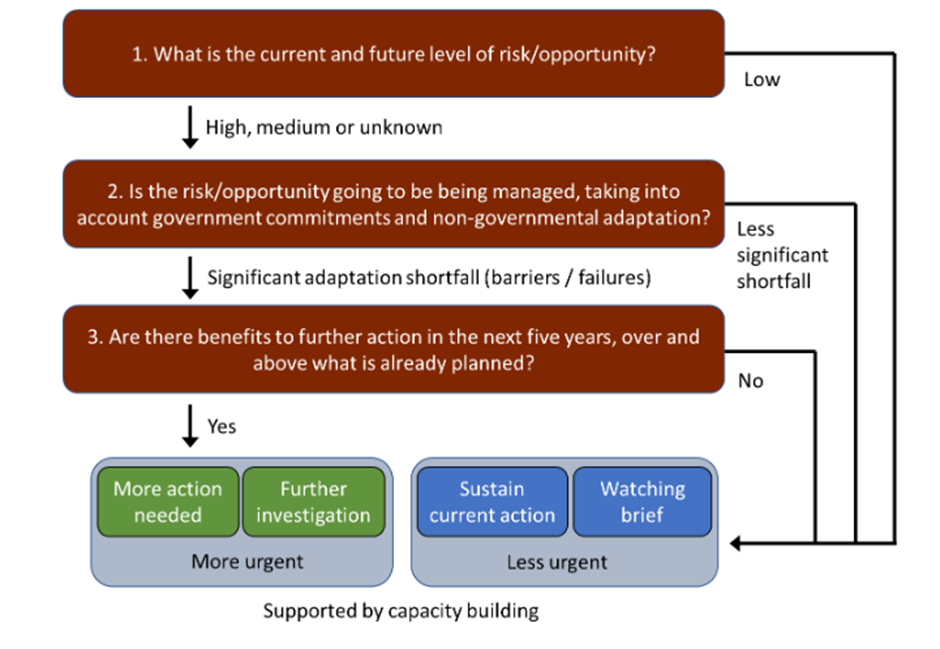 1. What is the current and future level of risk/opportunity?
Low
High, medium or unknown
2. Is the risk/opportunity going to be being managed, taking into
account government commitments and non-governmental adaptation?
Less
significant
shortfall
Significant adaptation shortfall (barriers / failures)
3. Are there benefits to further action in the next five years, over and
above what is already planned?
No
Yes
More action
needed
Further
investigation
More urgent
Sustain
current action
Watching
brief
Less urgent
Supported by capacity building